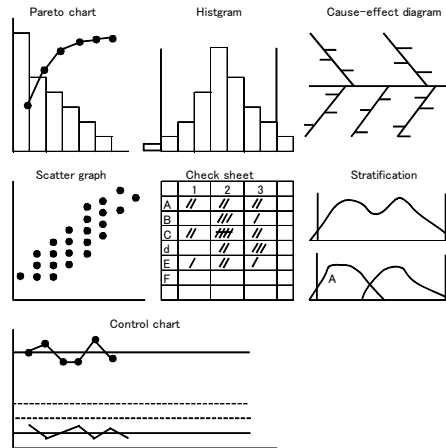 Pareto chart
Histgram
Cause-effect diagram
Scatter graph
Check sheet
Stratification
1 2 3
A
B
C
d
E
F
A
Control chart